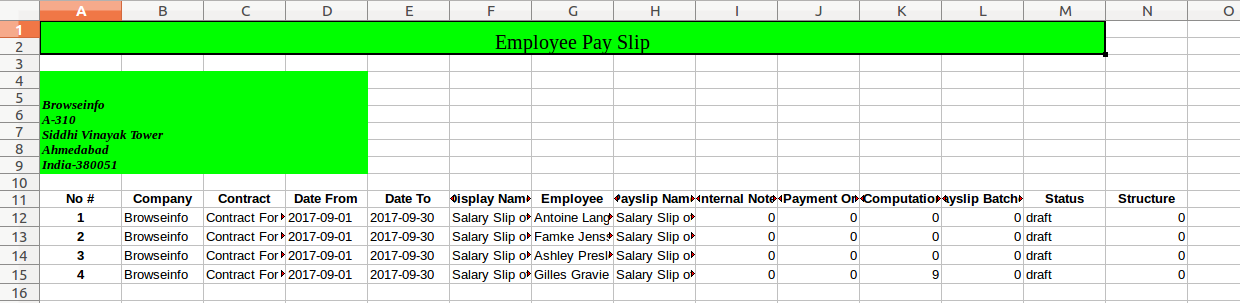 A B C D E F G H I J K L M N O
1 Employee Pay Slip
2
3
4
5 Browseinfo
6 A-310
7 Siddhi Vinayak Tower
8 Ahmedabad
9 India-380051
10
11 No # Company Contract Date From Date To isplay Nam Employee ayslip Nam nternal Note Payment Or Computatio yslip Batch Status Structure
12 1 Browseinfo Contract For 2017-09-01 2017-09-30 Salary Slip o Antoine Lang Salary Slip o 0 0 0 0 draft 0
13 2 Browseinfo Contract For 2017-09-01 2017-09-30 Salary Slip o Famke Jens Salary Slip o 0 0 0 0 draft 0
14 3 Browseinfo Contract For 2017-09-01 2017-09-30 Salary Slip o Ashley Presl Salary Slip o 0 0 0 0 draft 0
15 4 Browseinfo Contract For 2017-09-01 2017-09-30 Salary Slip o Gilles Gravie Salary Slip o 0 0 9 0 draft 0
16